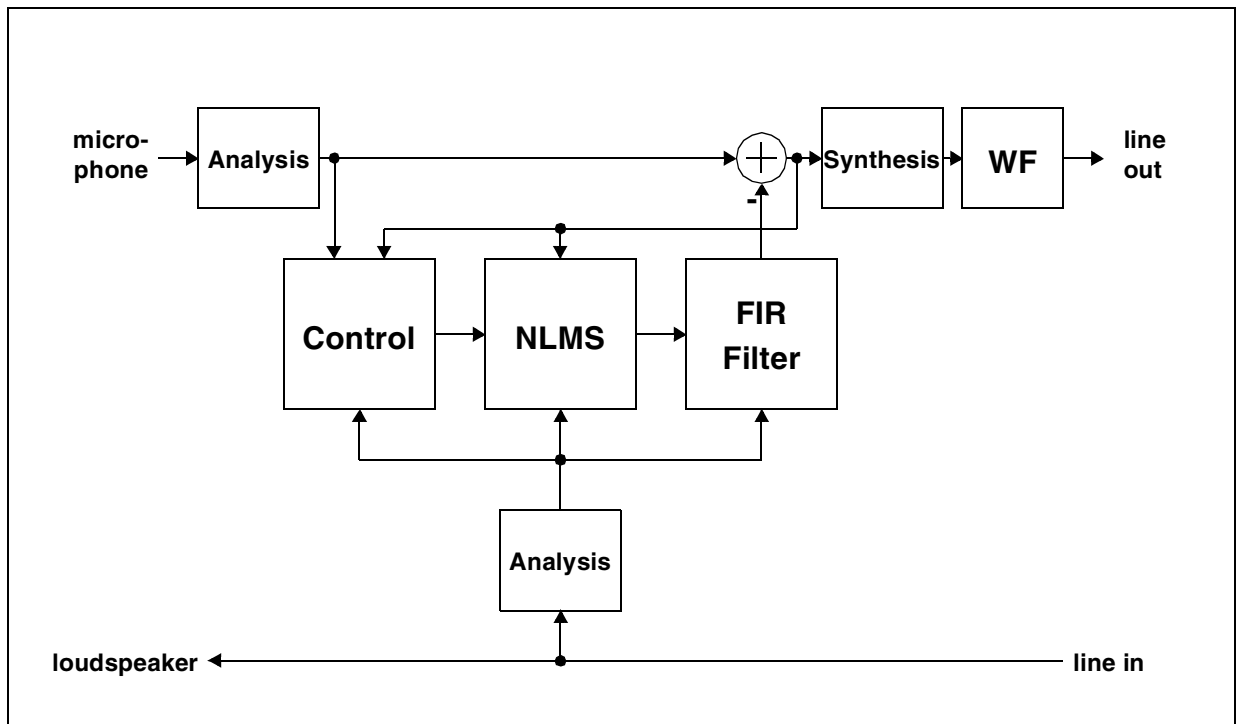 micro-
phone
Analysis
+
-
Synthesis
WF
line
out
Control
NLMS
FIR
Filter
Analysis
loudspeaker
line in